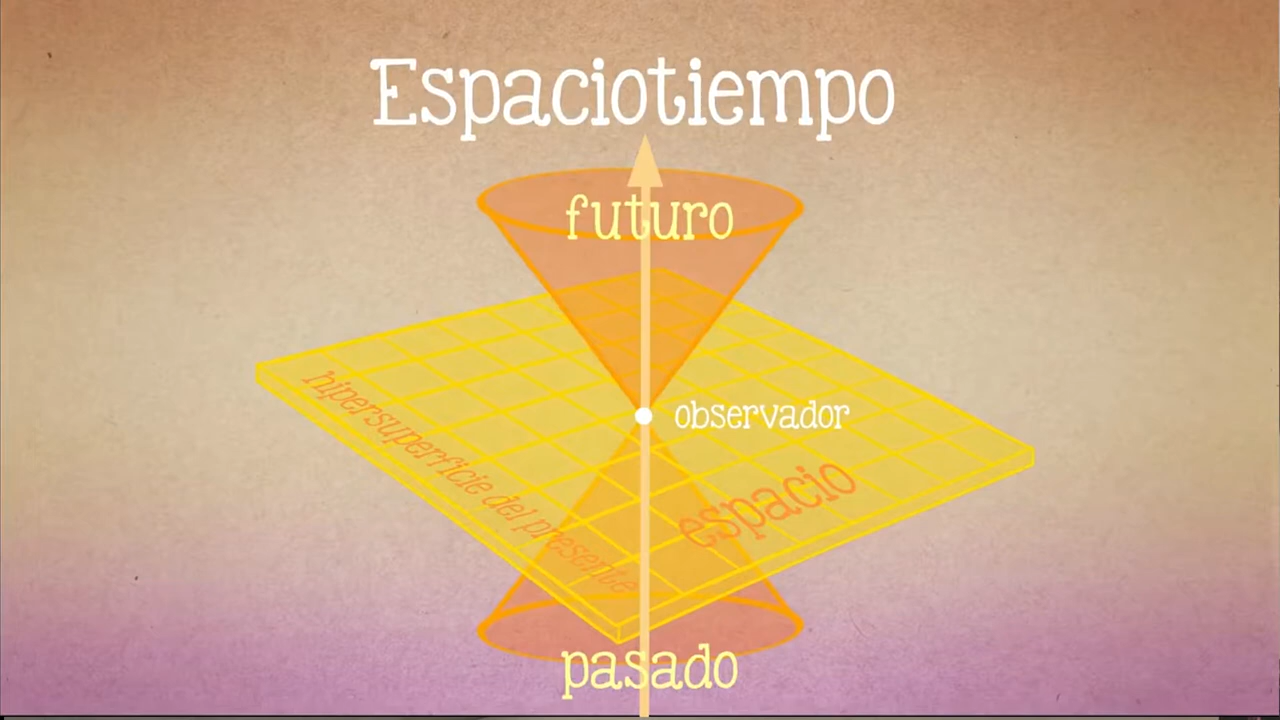 Espaciotiempo
futuro
hipersuperficie del presente
observador
espacio
pasado